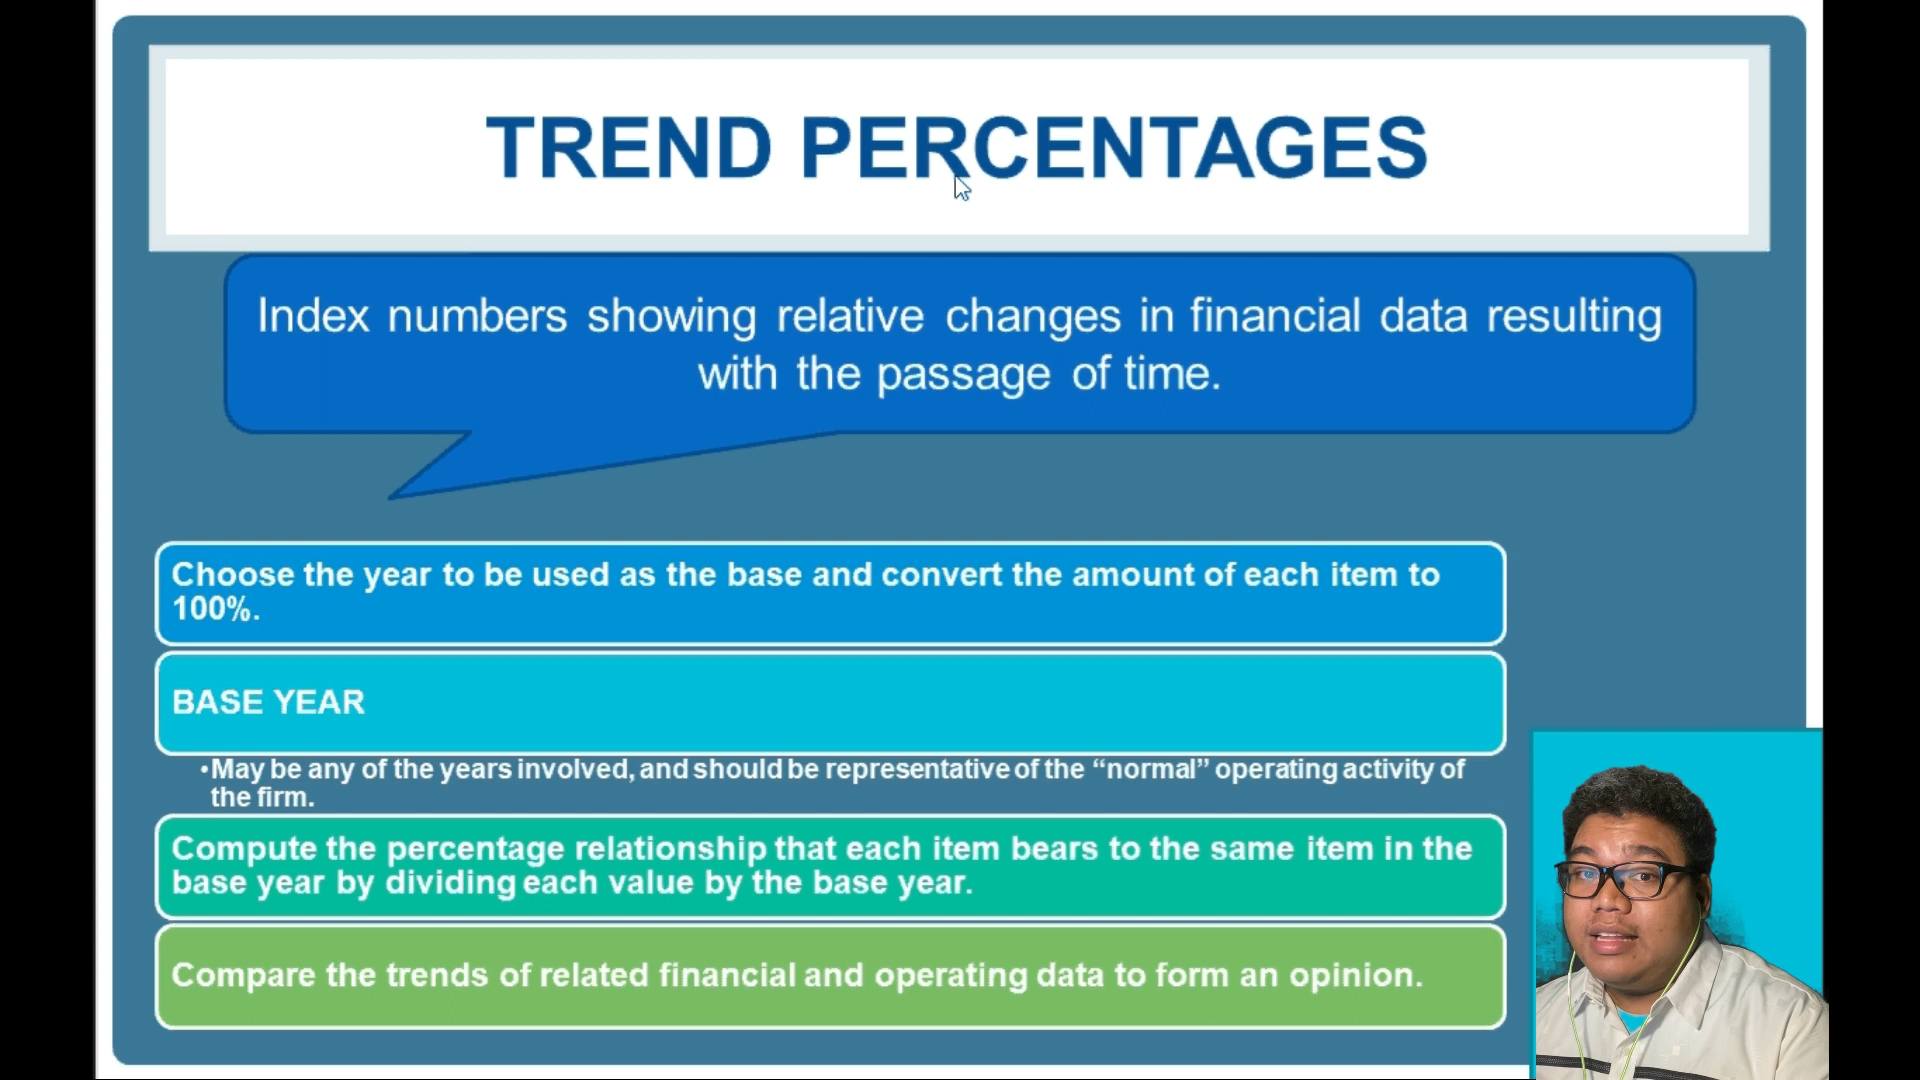 TREND PERCENTAGES
Index numbers showing relative changes in financial data resulting
with the passage of time.
Choose the year to be used as the base and convert the amount of each item to
100%.
BASE YEAR
•May be any of the years involved, and should be representative of the “normal” operating activity of
the firm.
Compute the percentage relationship that each item bears to the same item in the
base year by dividing each value by the base year.
Compare the trends of related financial and operating data to form an opinion.